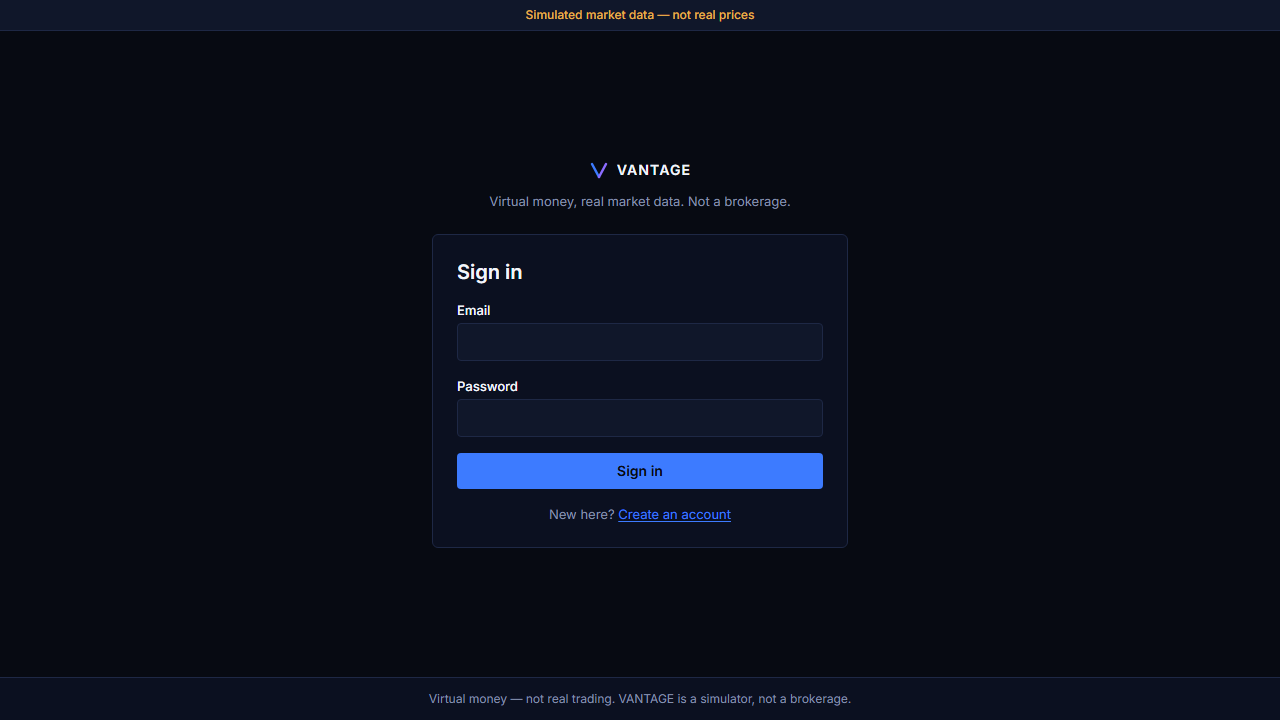 Simulated market data — not real prices
VANTAGE
Virtual money, real market data. Not a brokerage.
Sign in
Email
Password
Sign in
New here? Create an account
Virtual money — not real trading. VANTAGE is a simulator, not a brokerage.